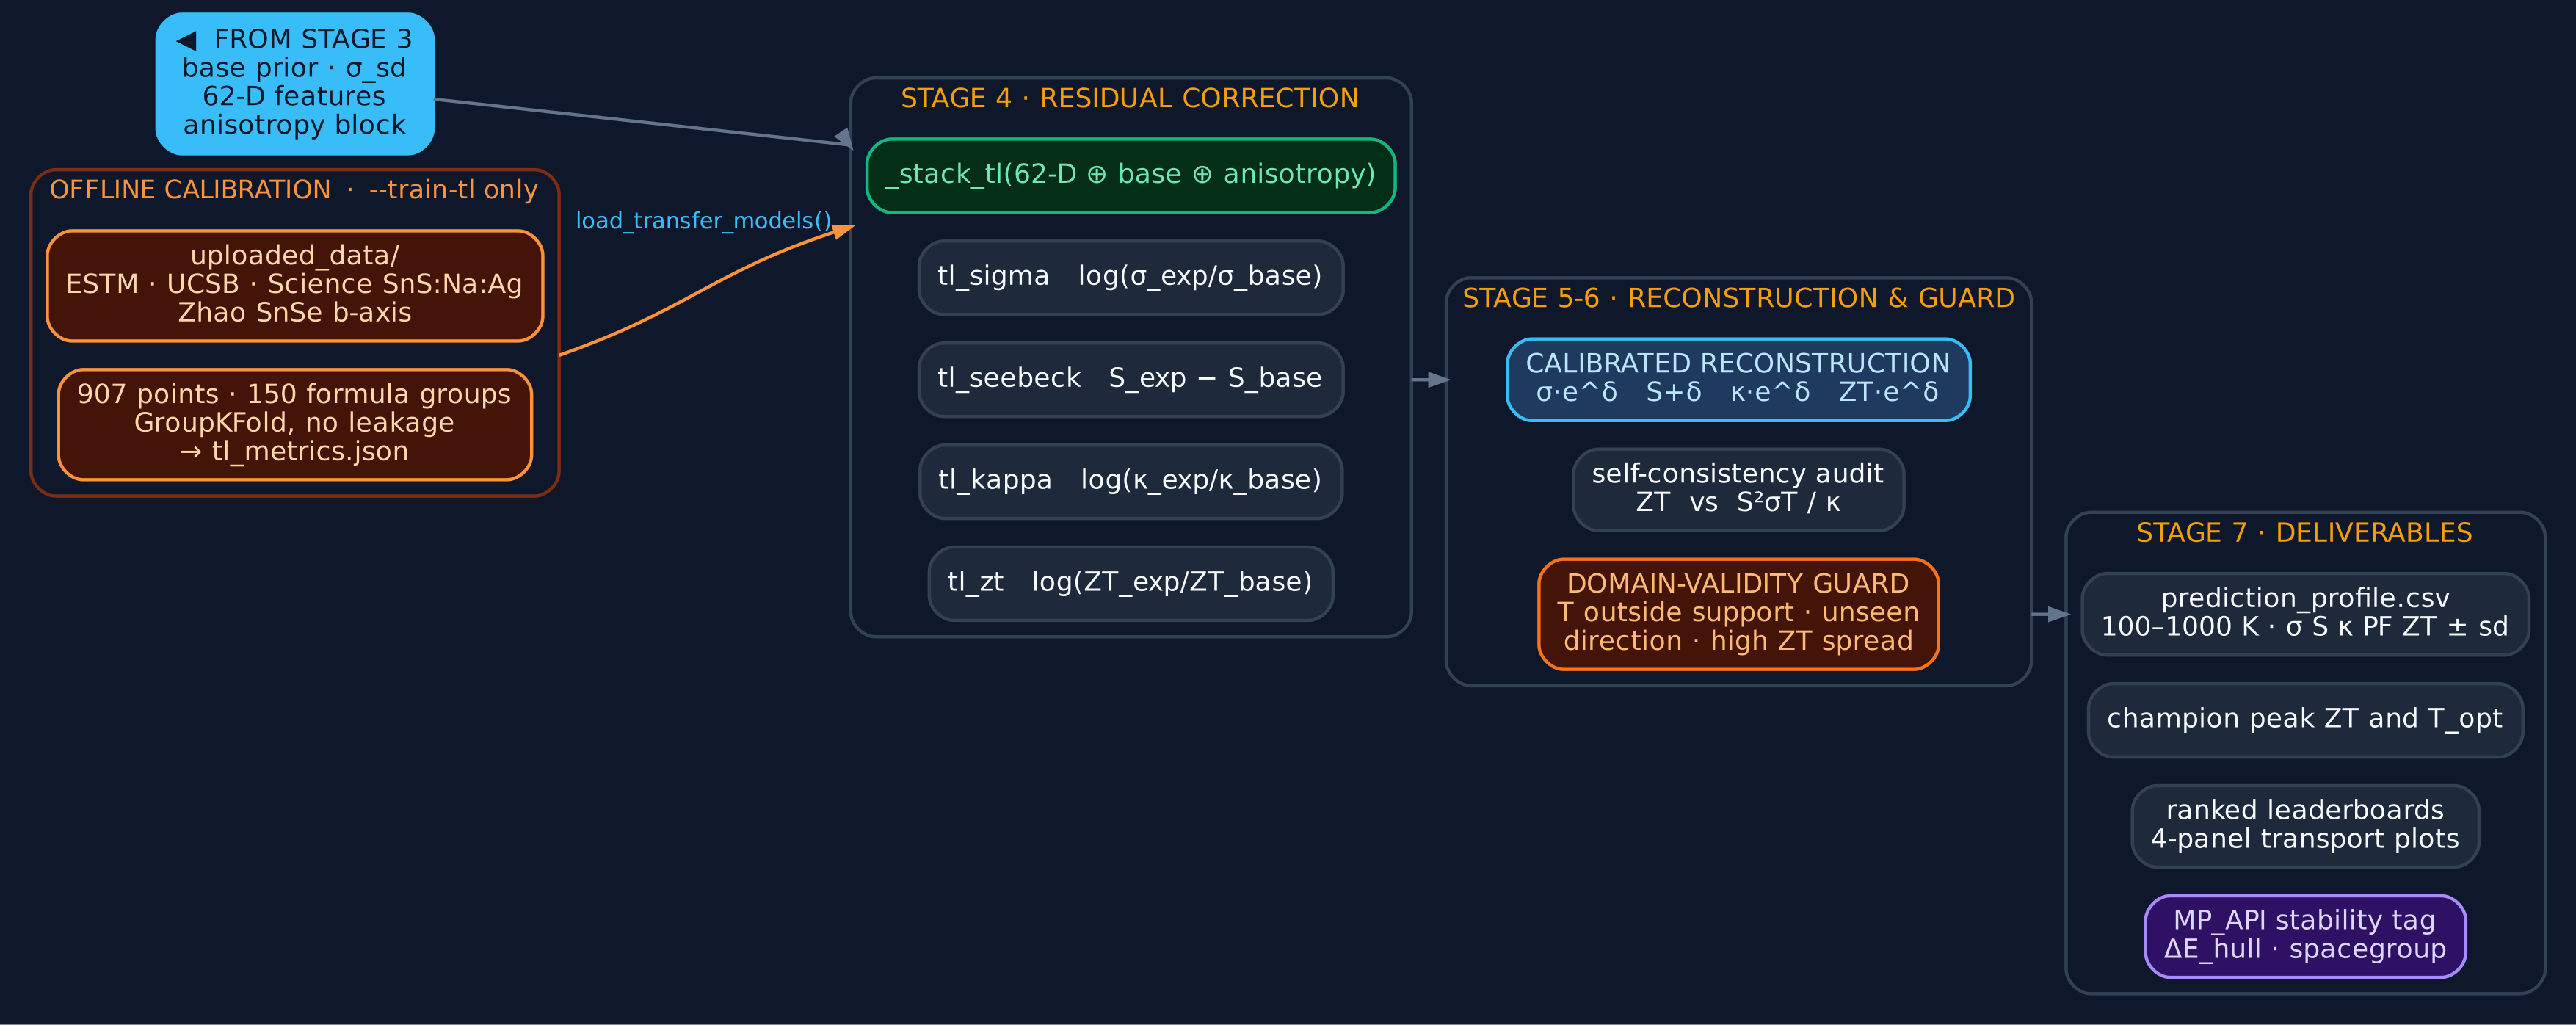 ◀ FROM STAGE 3
base prior · σ_sd
62-D features
anisotropy block
OFFLINE CALIBRATION · --train-tl only
uploaded_data/
ESTM · UCSB · Science SnS:Na:Ag
Zhao SnSe b-axis
907 points · 150 formula groups
GroupKFold, no leakage
→ tl_metrics.json
load_transfer_models()
STAGE 4 · RESIDUAL CORRECTION
_stack_tl(62-D ⊕ base ⊕ anisotropy)
tl_sigma log(σ_exp/σ_base)
tl_seebeck S_exp − S_base
tl_kappa log(κ_exp/κ_base)
tl_zt log(ZT_exp/ZT_base)
STAGE 5-6 · RECONSTRUCTION & GUARD
CALIBRATED RECONSTRUCTION
σ·e^δ S+δ κ·e^δ ZT·e^δ
self-consistency audit
ZT vs S²σT / κ
DOMAIN-VALIDITY GUARD
T outside support · unseen
direction · high ZT spread
STAGE 7 · DELIVERABLES
prediction_profile.csv
100–1000 K · σ S κ PF ZT ± sd
champion peak ZT and T_opt
ranked leaderboards
4-panel transport plots
MP_API stability tag
ΔE_hull · spacegroup